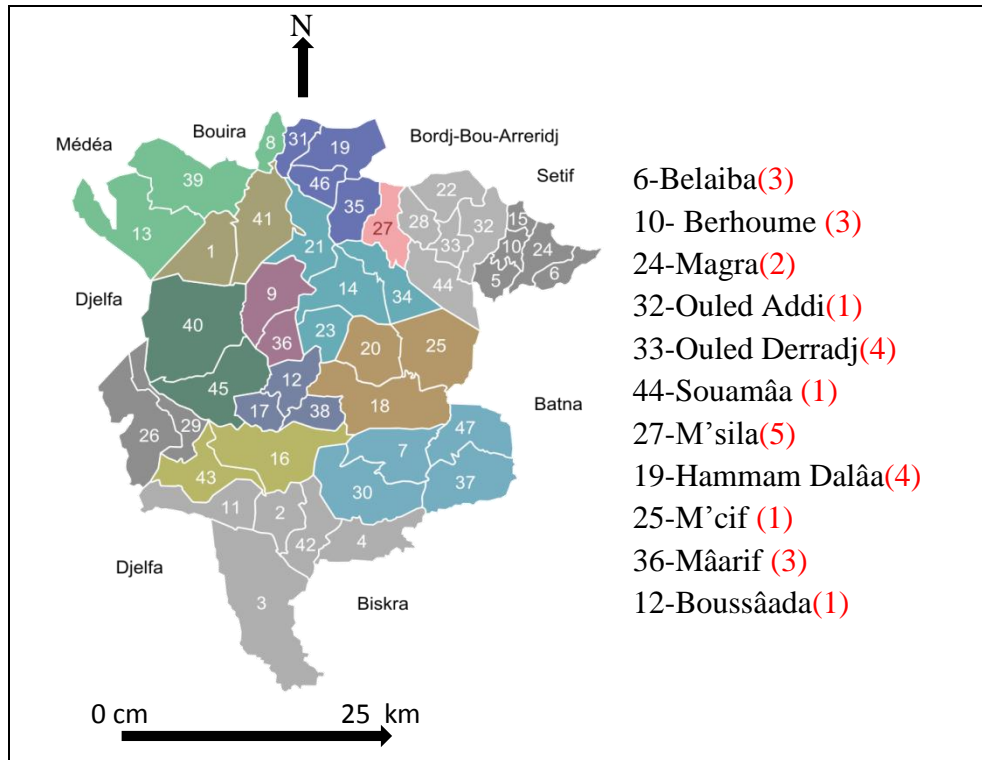 N
Médéa
Bouira
Bordj-Bou-Arreridj
Setif
Djelfa
Batna
Djelfa
Biskra
8
31
19
39
46
22
13
41
35
27
28
32
15
1
21
33
10
24
5
6
9
14
34
44
40
36
23
20
25
12
45
17
38
18
26
29
16
7
47
43
30
37
11
2
42
4
3
6-Belaiba(3)
10- Berhoume (3)
24-Magra(2)
32-Ouled Addi(1)
33-Ouled Derradj(4)
44-Souamâa (1)
27-M’sila(5)
19-Hammam Dalâa(4)
25-M’cif (1)
36-Mâarif (3)
12-Boussâada(1)
0 cm 25 km